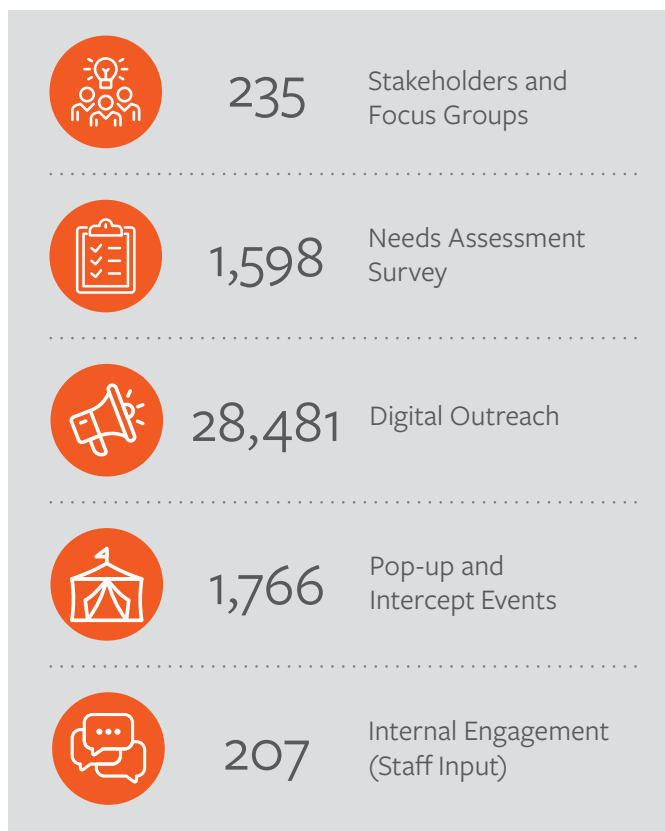 235
Stakeholders and
Focus Groups
1,598
Needs Assessment
Survey
28,481
Digital Outreach
1,766
Pop-up and
Intercept Events
207
Internal Engagement
(Staff Input)